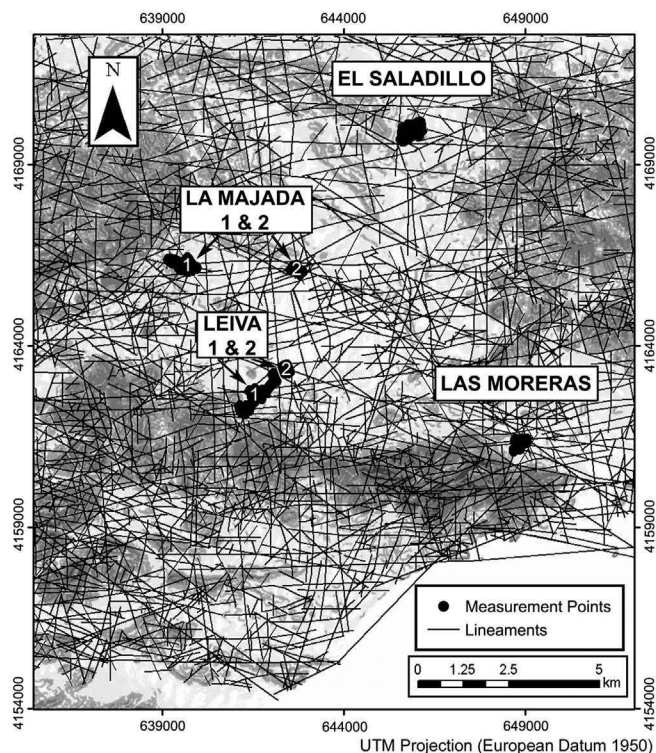 639000 644000 649000
N
EL SALADILLO
4169000 4169000
LA MAJADA
1 & 2
1 2
4164000 4164000
LEIVA
1 & 2
2
1
LAS MORERAS
4159000 4159000
Measurement Points
Lineaments
0 1.25 2.5 5
km
4154000 4154000
639000 644000 649000
UTM Projection (European Datum 1950)